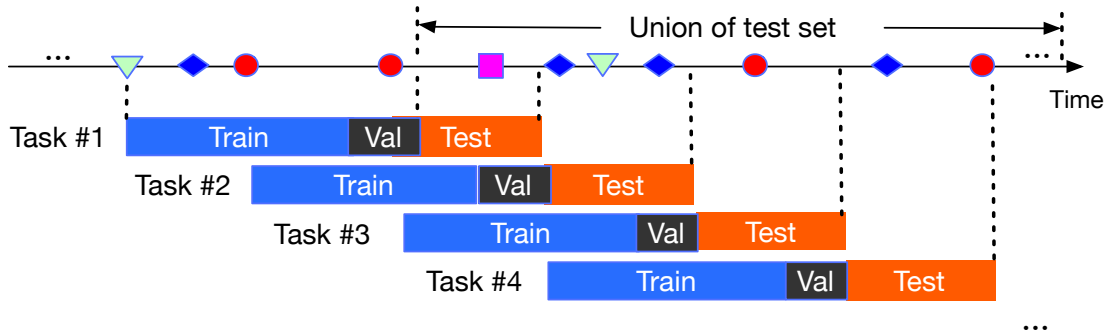 Union of test set
...
...
Time
Task #1 Train Val Test
Task #2 Train Val Test
Task #3 Train Val Test
Task #4 Train Val Test
...